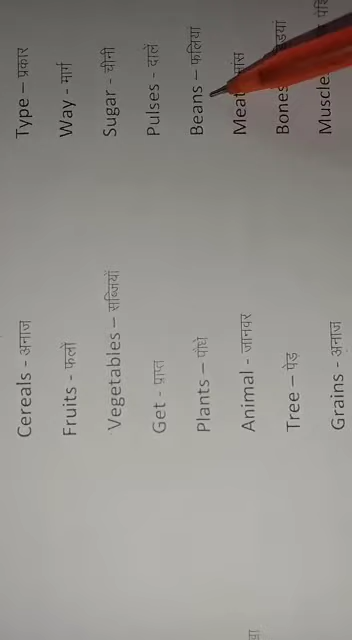 Cereals - अनाज
Fruits - फलों
Vegetables – सब्जियों
Get - प्राप्त
Plants – पौधे
Animal - जानवर
Tree – पेड़
Grains - अनाज
Type – प्रकार
Way - मार्ग
Sugar - चीनी
Pulses - दालें
Beans – फलियां
Meat
Bones